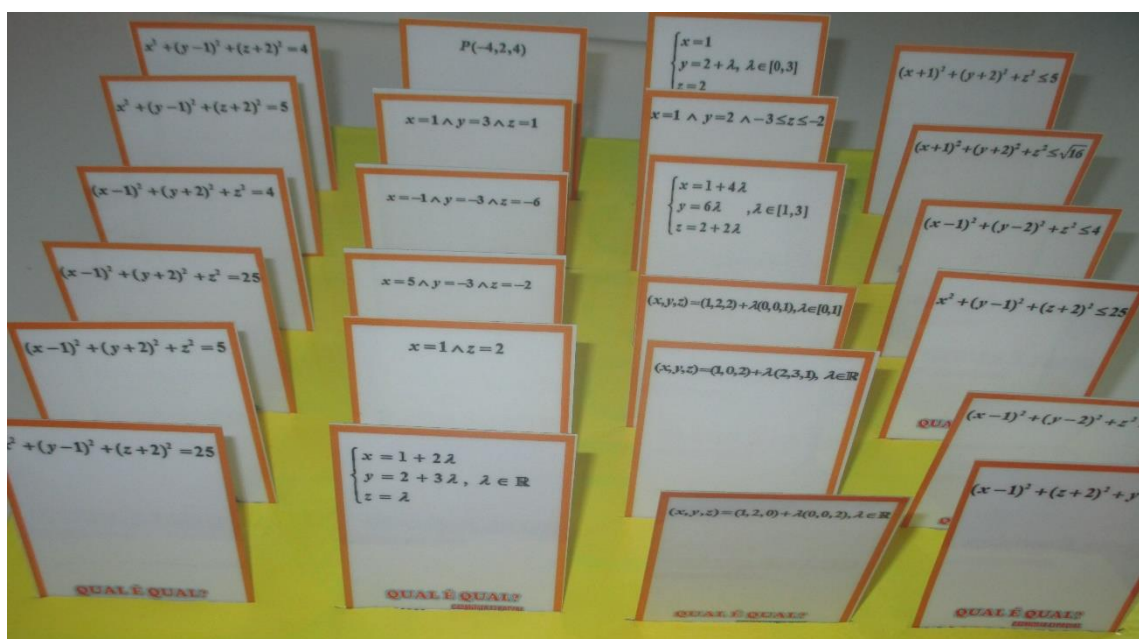 x² + (y − 1)² + (z + 2)² = 4
x² + (y − 1)² + (z + 2)² = 5
(x − 1)² + (y + 2)² + z² = 4
(x − 1)² + (y + 2)² + z² = 25
(x − 1)² + (y + 2)² + z² = 5
² + (y − 1)² + (z + 2)² = 25
QUAL É QUAL?
P(−4,2,4)
x = 1 ∧ y = 3 ∧ z = 1
x = −1 ∧ y = −3 ∧ z = −6
x = 5 ∧ y = −3 ∧ z = −2
x = 1 ∧ z = 2
x = 1 + 2λ
y = 2 + 3λ, λ ∈ ℝ
z = λ
QUAL É QUAL?
x = 1
y = 2 + λ, λ ∈ [0,3]
z = 2
x = 1 ∧ y = 2 ∧ −3 ≤ z ≤ −2
x = 1 + 4λ
y = 6λ , λ ∈ [1,3]
z = 2 + 2λ
(x,y,z) = (1,2,2) + λ(0,0,1), λ ∈ [0,1]
(x,y,z) = (1,0,2) + λ(2,3,1), λ ∈ ℝ
(x,y,z) = (1,2,0) + λ(0,0,2), λ ∈ ℝ
QUAL É QUAL?
(x + 1)² + (y + 2)² + z² ≤ 5
(x + 1)² + (y + 2)² + z² ≤ √16
(x − 1)² + (y − 2)² + z² ≤ 4
x² + (y − 1)² + (z + 2)² ≤ 25
QUA
(x − 1)² + (y − 2)² + z²
(x − 1)² + (z + 2)² + y
QUAL É QUAL?